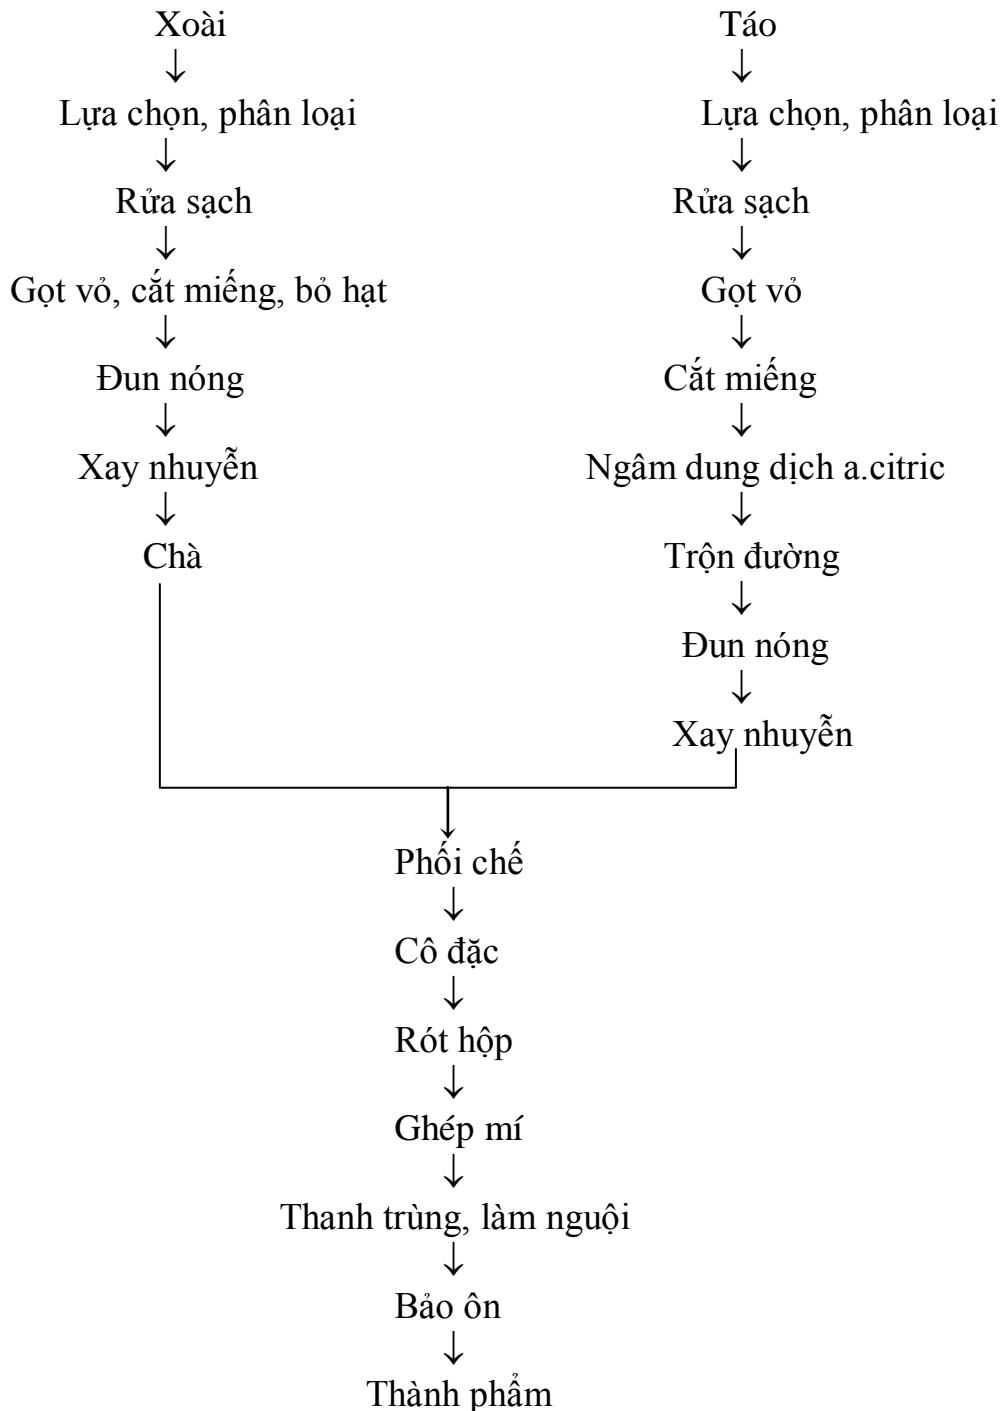 Xoài
Lựa chọn, phân loại
Rửa sạch
Gọt vỏ, cắt miếng, bỏ hạt
Đun nóng
Xay nhuyễn
Chà
Táo
Lựa chọn, phân loại
Rửa sạch
Gọt vỏ
Cắt miếng
Ngâm dung dịch a.citric
Trộn đường
Đun nóng
Xay nhuyễn
Phối chế
Cô đặc
Rót hộp
Ghép mí
Thanh trùng, làm nguội
Bảo ôn
Thành phẩm